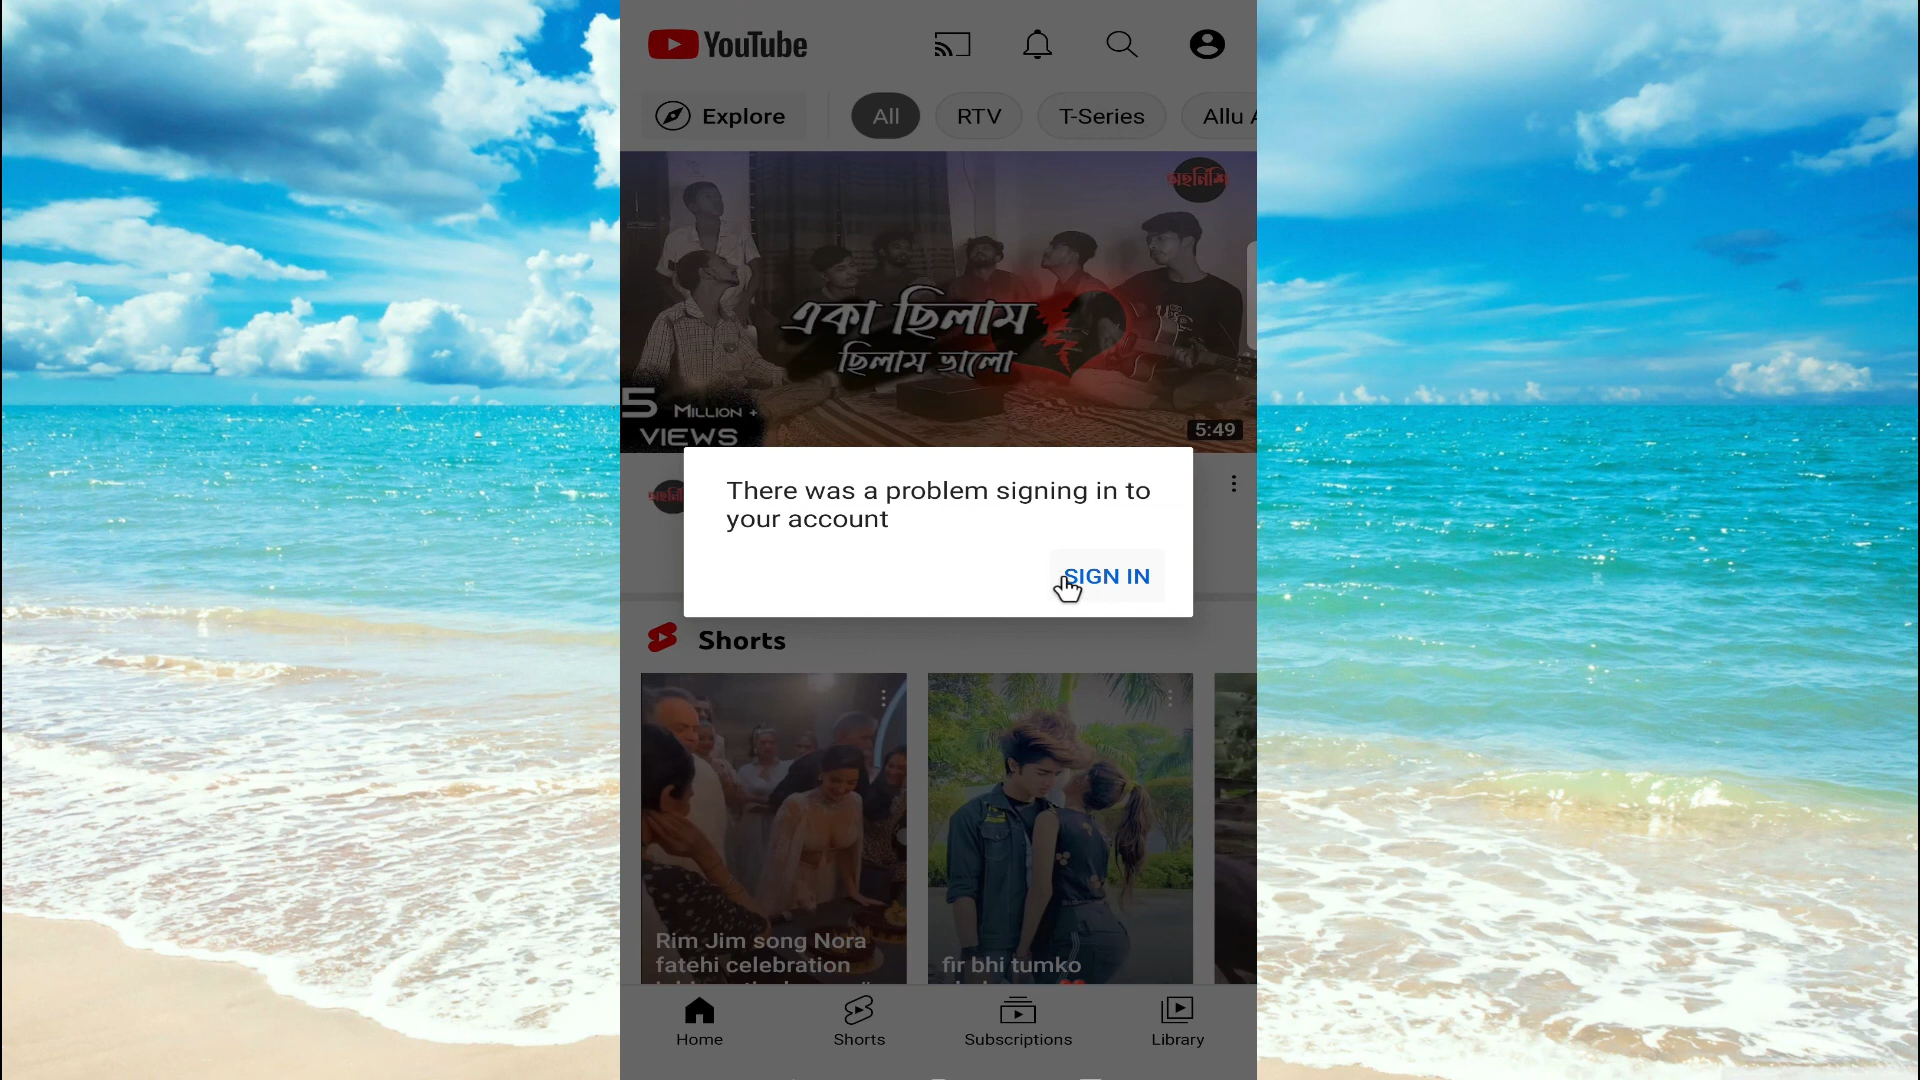 YouTube
Explore
All
RTV
T-Series
Allu A
অহর্নিশি
একা ছিলাম
ছিলাম ভালো
5 MILLION +
VIEWS
5:49
There was a problem signing in to
your account
SIGN IN
Shorts
Rim Jim song Nora
fatehi celebration
fir bhi tumko
Home
Shorts
Subscriptions
Library